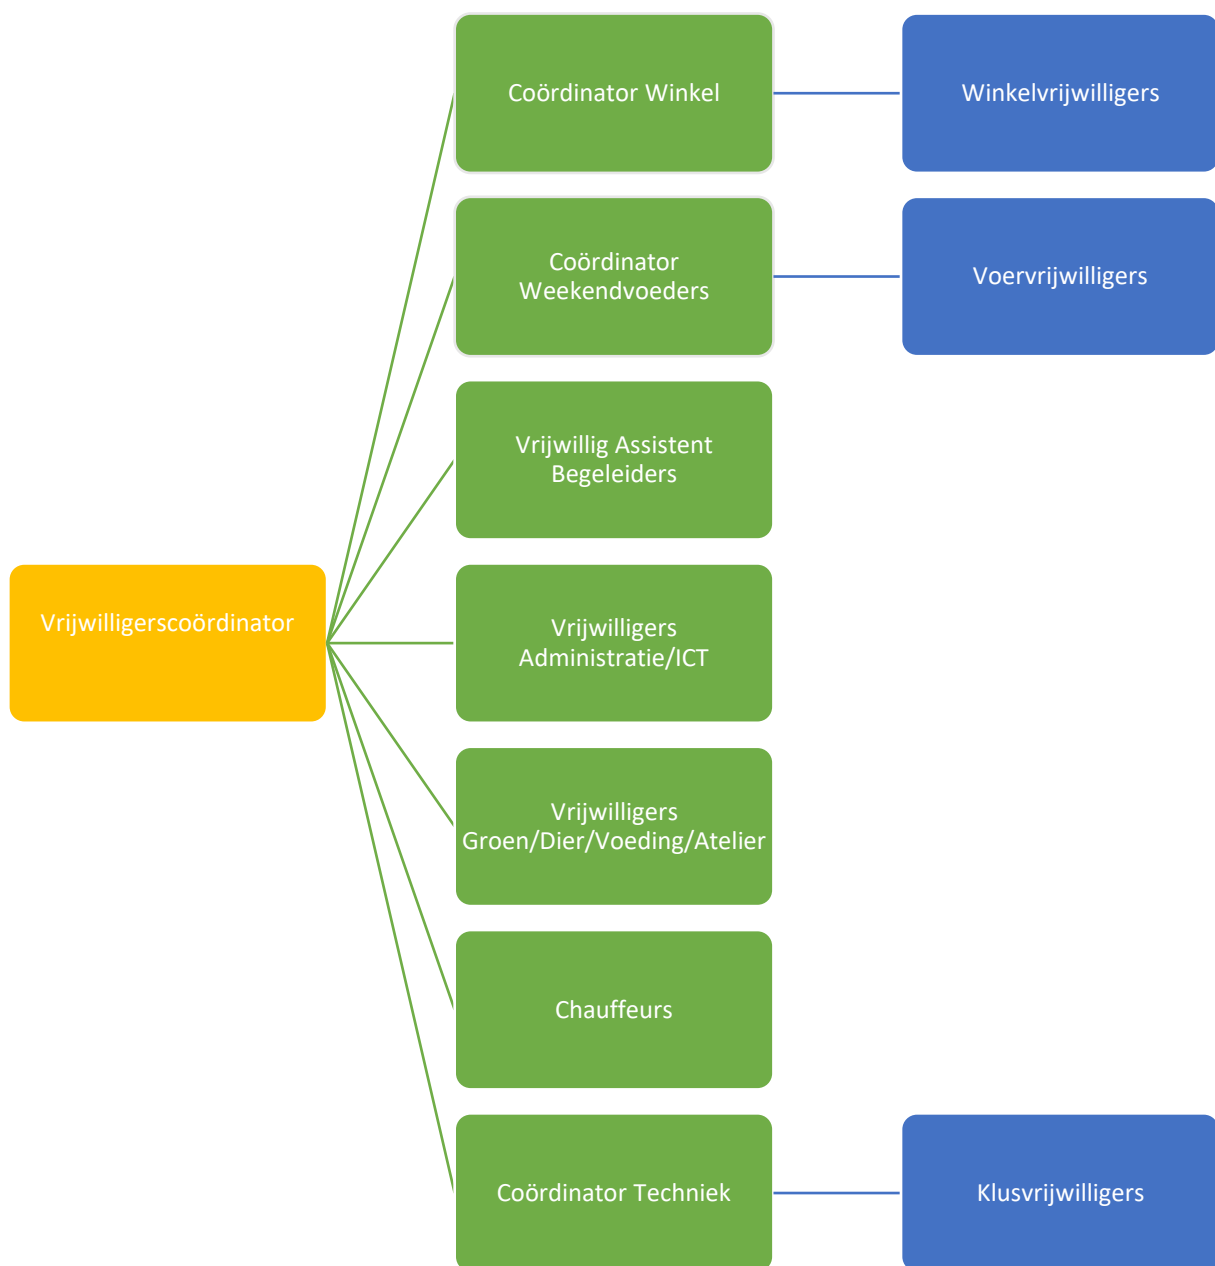 Coördinator Winkel
Winkelvrijwilligers
Coördinator
Weekendvoeders
Voervrijwilligers
Vrijwillig Assistent
Begeleiders
Vrijwilligerscoördinator
Vrijwilligers
Administratie/ICT
Vrijwilligers
Groen/Dier/Voeding/Atelier
Chauffeurs
Coördinator Techniek
Klusvrijwilligers